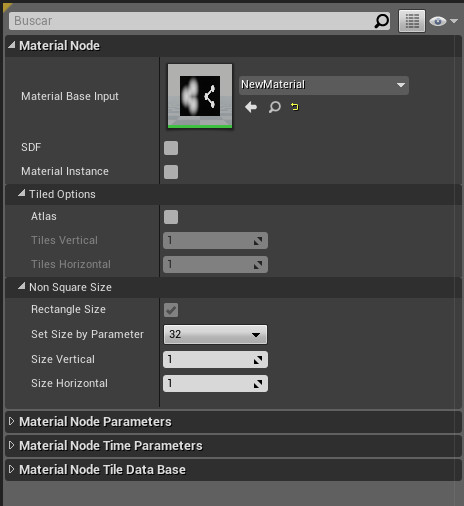 Buscar
Material Node
Material Base Input
NewMaterial
SDF
Material Instance
Tiled Options
Atlas
Tiles Vertical 1
Tiles Horizontal 1
Non Square Size
Rectangle Size
Set Size by Parameter 32
Size Vertical 1
Size Horizontal 1
Material Node Parameters
Material Node Time Parameters
Material Node Tile Data Base